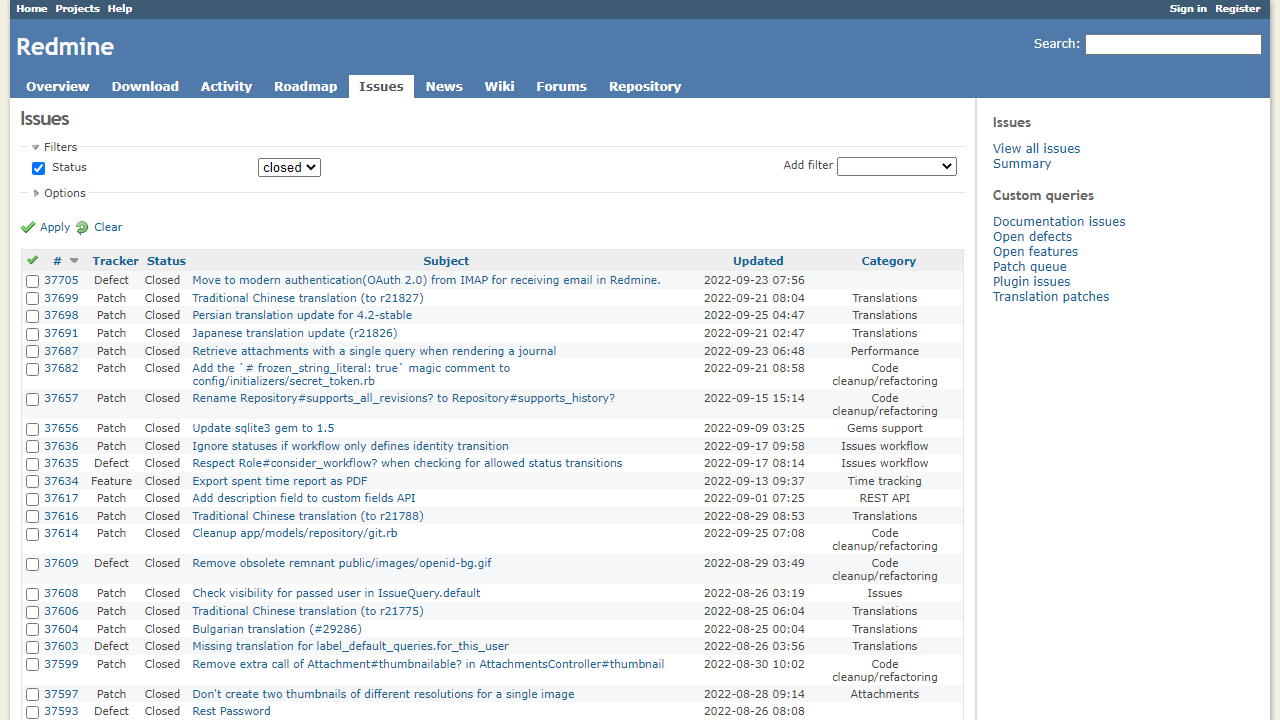 Home Projects Help Sign in Register
Redmine
Search:
Overview Download Activity Roadmap Issues News Wiki Forums Repository
Issues
Filters
Status closed Add filter
Options
Apply Clear
# Tracker Status Subject Updated Category
37705 Defect Closed Move to modern authentication(OAuth 2.0) from IMAP for receiving email in Redmine. 2022-09-23 07:56
37699 Patch Closed Traditional Chinese translation (to r21827) 2022-09-21 08:04 Translations
37698 Patch Closed Persian translation update for 4.2-stable 2022-09-25 04:47 Translations
37691 Patch Closed Japanese translation update (r21826) 2022-09-21 02:47 Translations
37687 Patch Closed Retrieve attachments with a single query when rendering a journal 2022-09-23 06:48 Performance
37682 Patch Closed Add the `# frozen_string_literal: true` magic comment to 2022-09-21 08:58 Code
config/initializers/secret_token.rb cleanup/refactoring
37657 Patch Closed Rename Repository#supports_all_revisions? to Repository#supports_history? 2022-09-15 15:14 Code
cleanup/refactoring
37656 Patch Closed Update sqlite3 gem to 1.5 2022-09-09 03:25 Gems support
37636 Patch Closed Ignore statuses if workflow only defines identity transition 2022-09-17 09:58 Issues workflow
37635 Defect Closed Respect Role#consider_workflow? when checking for allowed status transitions 2022-09-17 08:14 Issues workflow
37634 Feature Closed Export spent time report as PDF 2022-09-13 09:37 Time tracking
37617 Patch Closed Add description field to custom fields API 2022-09-01 07:25 REST API
37616 Patch Closed Traditional Chinese translation (to r21788) 2022-08-29 08:53 Translations
37614 Patch Closed Cleanup app/models/repository/git.rb 2022-09-25 07:08 Code
cleanup/refactoring
37609 Defect Closed Remove obsolete remnant public/images/openid-bg.gif 2022-08-29 03:49 Code
cleanup/refactoring
37608 Patch Closed Check visibility for passed user in IssueQuery.default 2022-08-26 03:19 Issues
37606 Patch Closed Traditional Chinese translation (to r21775) 2022-08-25 06:04 Translations
37604 Patch Closed Bulgarian translation (#29286) 2022-08-25 00:04 Translations
37603 Defect Closed Missing translation for label_default_queries.for_this_user 2022-08-26 03:56 Translations
37599 Patch Closed Remove extra call of Attachment#thumbnailable? in AttachmentsController#thumbnail 2022-08-30 10:02 Code
cleanup/refactoring
37597 Patch Closed Don't create two thumbnails of different resolutions for a single image 2022-08-28 09:14 Attachments
37593 Defect Closed Rest Password 2022-08-26 08:08
Issues
View all issues
Summary
Custom queries
Documentation issues
Open defects
Open features
Patch queue
Plugin issues
Translation patches